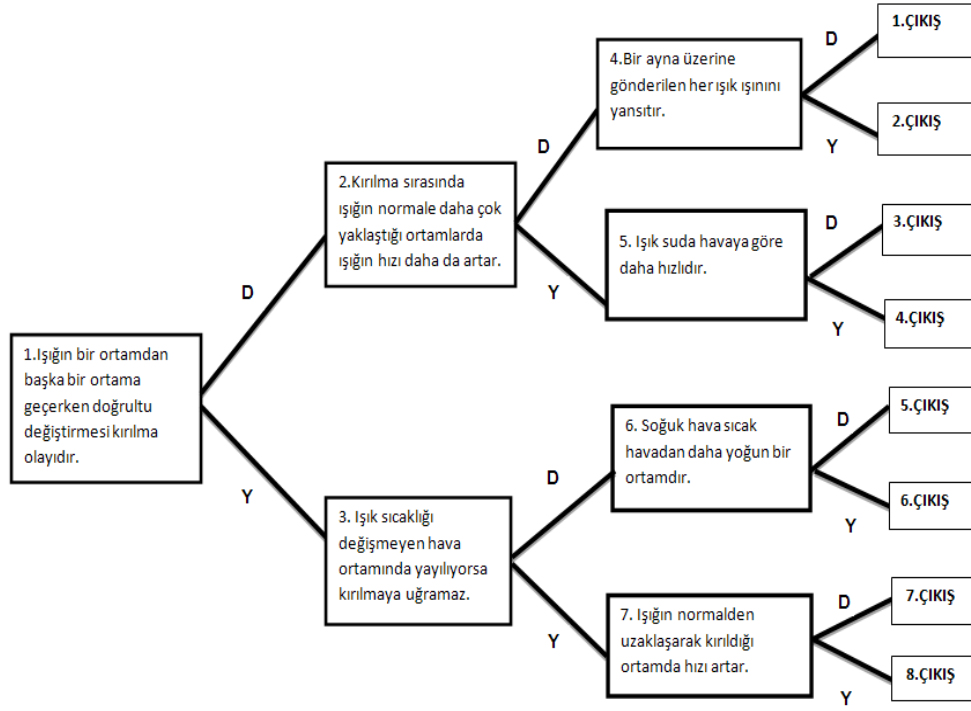 1.Işığın bir ortamdan
başka bir ortama
geçerken doğrultu
değiştirmesi kırılma
olayıdır.
D
Y
2.Kırılma sırasında
ışığın normale daha çok
yaklaştığı ortamlarda
ışığın hızı daha da artar.
D
Y
3. Işık sıcaklığı
değişmeyen hava
ortamında yayılıyorsa
kırılmaya uğramaz.
D
Y
4.Bir ayna üzerine
gönderilen her ışık ışınını
yansıtır.
D
Y
5. Işık suda havaya göre
daha hızlıdır.
D
Y
6. Soğuk hava sıcak
havadan daha yoğun bir
ortamdır.
D
Y
7. Işığın normalden
uzaklaşarak kırıldığı
ortamda hızı artar.
D
Y
1.ÇIKIŞ
2.ÇIKIŞ
3.ÇIKIŞ
4.ÇIKIŞ
5.ÇIKIŞ
6.ÇIKIŞ
7.ÇIKIŞ
8.ÇIKIŞ